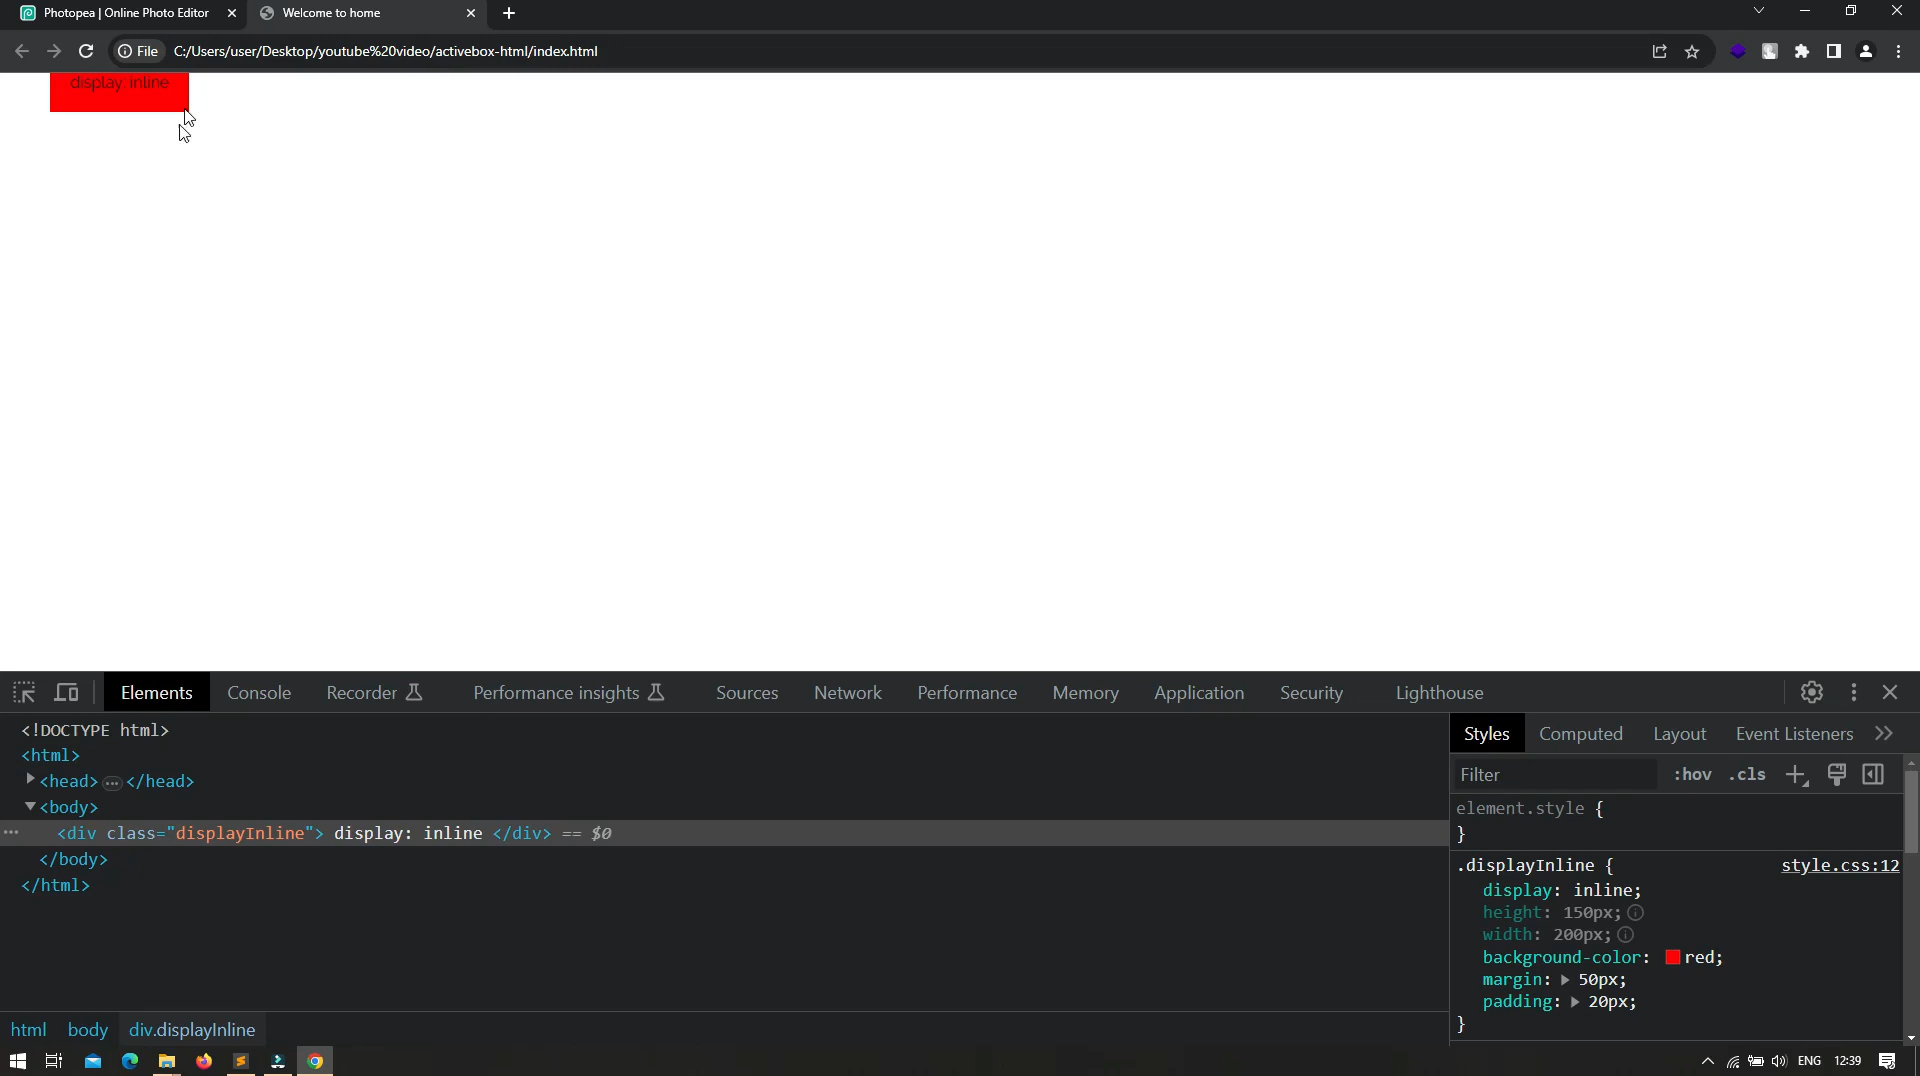 Photopea | Online Photo Editor
Welcome to home
File
C:/Users/user/Desktop/youtube%20video/activebox-html/index.html
display: inline
Elements
Console
Recorder
Performance insights
Sources
Network
Performance
Memory
Application
Security
Lighthouse
<!DOCTYPE html>
<html>
<head> … </head>
<body>
<div class="displayInline"> display: inline </div> == $0
</body>
</html>
html
body
div.displayInline
Styles
Computed
Layout
Event Listeners
Filter
:hov
.cls
element.style {
}
.displayInline {
style.css:12
display: inline;
height: 150px;
width: 200px;
background-color: red;
margin: 50px;
padding: 20px;
}
ENG
12:39